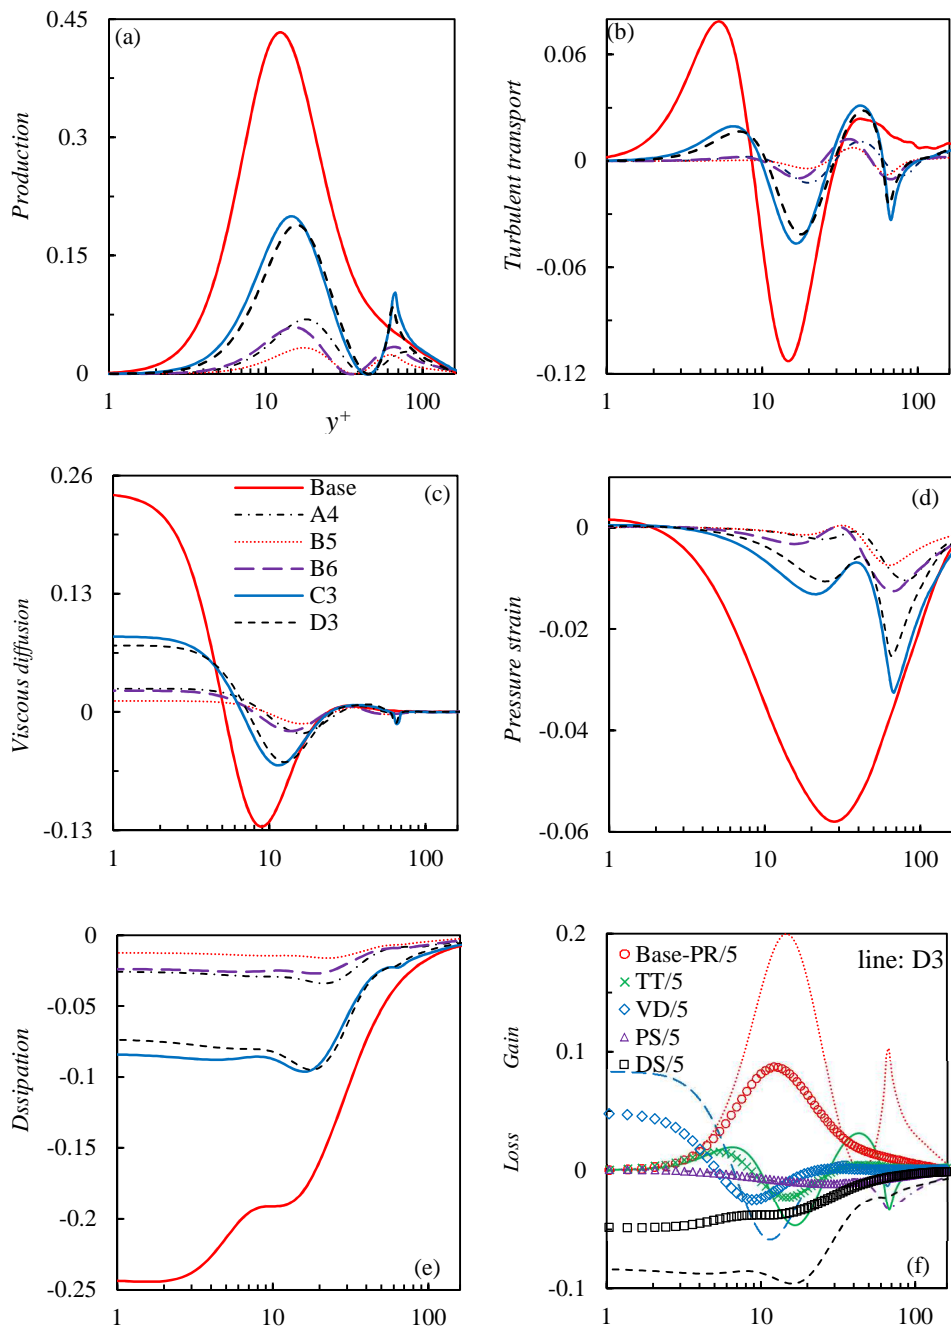 0.45
(a)
0.3
0.15
0
Production
1
10
100
y+
0.06
(b)
0
-0.06
-0.12
Turbulent transport
1
10
100
0.26
(c)
0.13
0
-0.13
Viscous diffusion
Base
A4
B5
B6
C3
D3
1
10
100
(d)
0
-0.02
-0.04
-0.06
Pressure strain
1
10
100
0
-0.05
-0.1
-0.15
-0.2
-0.25
Dssipation
(e)
1
10
100
0.2
0.1
0
-0.1
Gain
Loss
Base-PR/5
TT/5
VD/5
PS/5
DS/5
line: D3
(f)
1
10
100